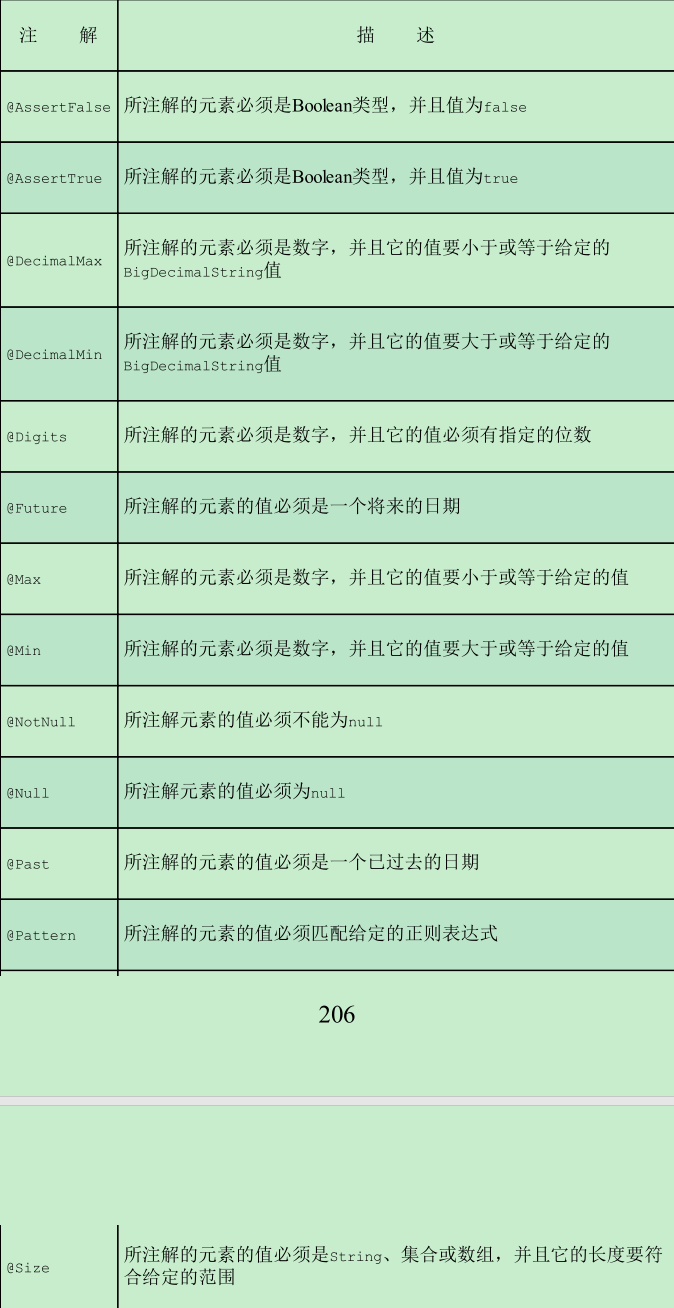 注 解 描 述
@AssertFalse 所注解的元素必须是Boolean类型，并且值为false
@AssertTrue 所注解的元素必须是Boolean类型，并且值为true
@DecimalMax 所注解的元素必须是数字，并且它的值要小于或等于给定的
BigDecimalString值
@DecimalMin 所注解的元素必须是数字，并且它的值要大于或等于给定的
BigDecimalString值
@Digits 所注解的元素必须是数字，并且它的值必须有指定的位数
@Future 所注解的元素的值必须是一个将来的日期
@Max 所注解的元素必须是数字，并且它的值要小于或等于给定的值
@Min 所注解的元素必须是数字，并且它的值要大于或等于给定的值
@NotNull 所注解元素的值必须不能为null
@Null 所注解元素的值必须为null
@Past 所注解的元素的值必须是一个已过去的日期
@Pattern 所注解的元素的值必须匹配给定的正则表达式
206
@Size 所注解的元素的值必须是String、集合或数组，并且它的长度要符
合给定的范围